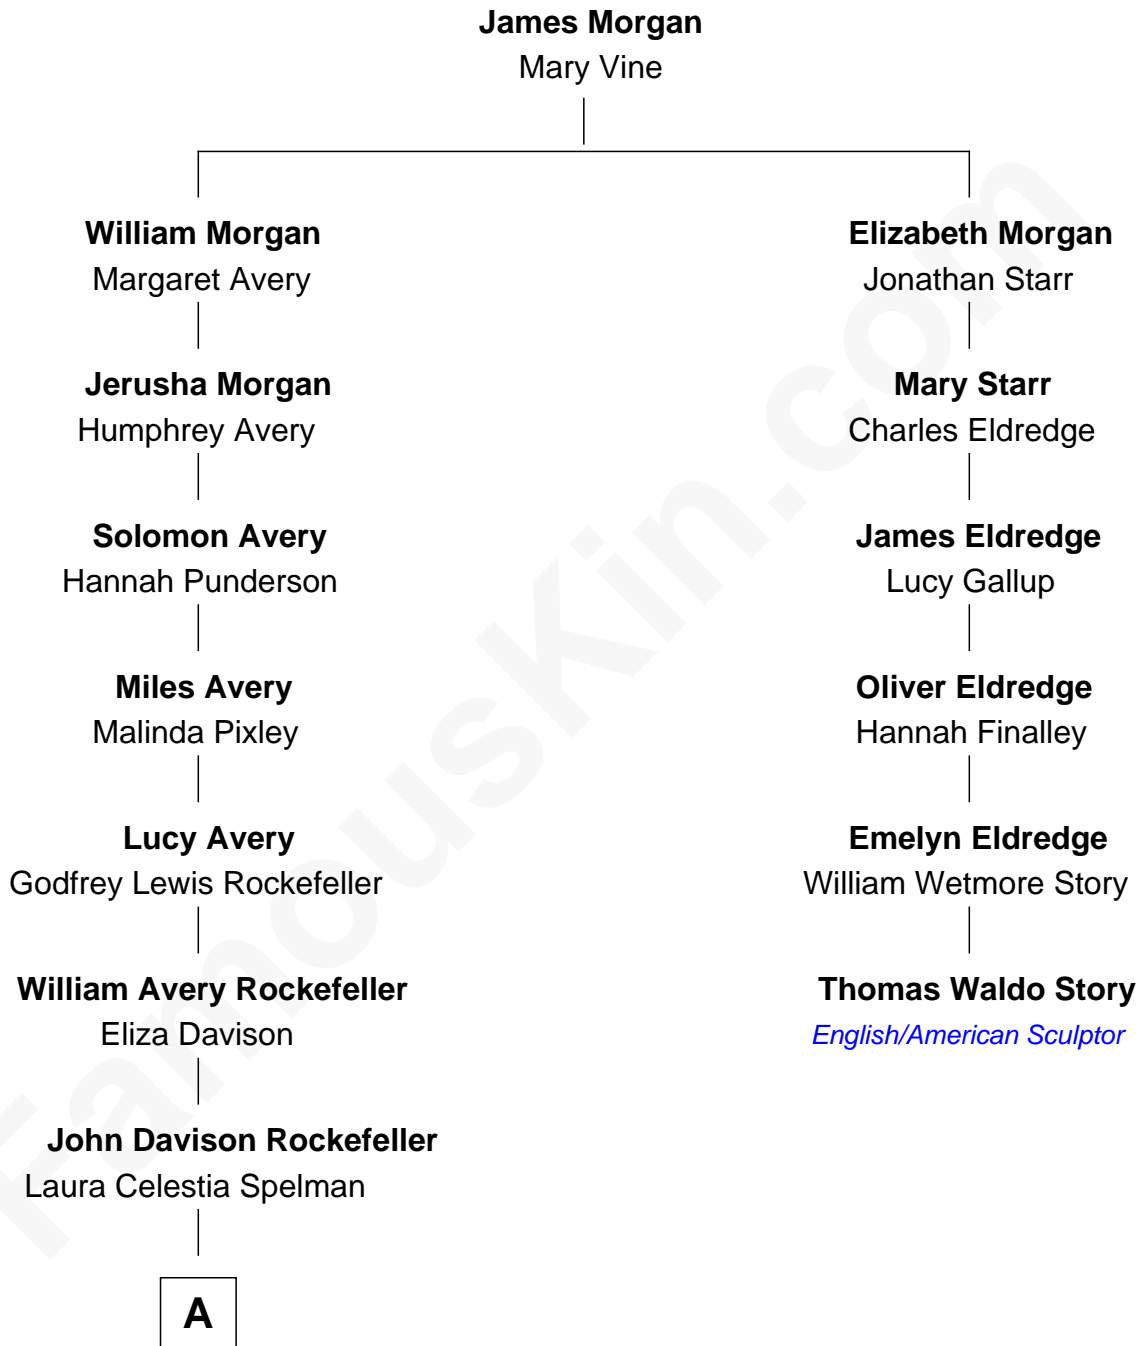 James Morgan
Mary Vine
William Morgan
Margaret Avery
Elizabeth Morgan
Jonathan Starr
Jerusha Morgan
Humphrey Avery
Mary Starr
Charles Eldredge
Solomon Avery
Hannah Punderson
James Eldredge
Lucy Gallup
Miles Avery
Malinda Pixley
Oliver Eldredge
Hannah Finalley
Lucy Avery
Godfrey Lewis Rockefeller
Emelyn Eldredge
William Wetmore Story
William Avery Rockefeller
Eliza Davison
Thomas Waldo Story
English/American Sculptor
John Davison Rockefeller
Laura Celestia Spelman
A
FamousKin.com